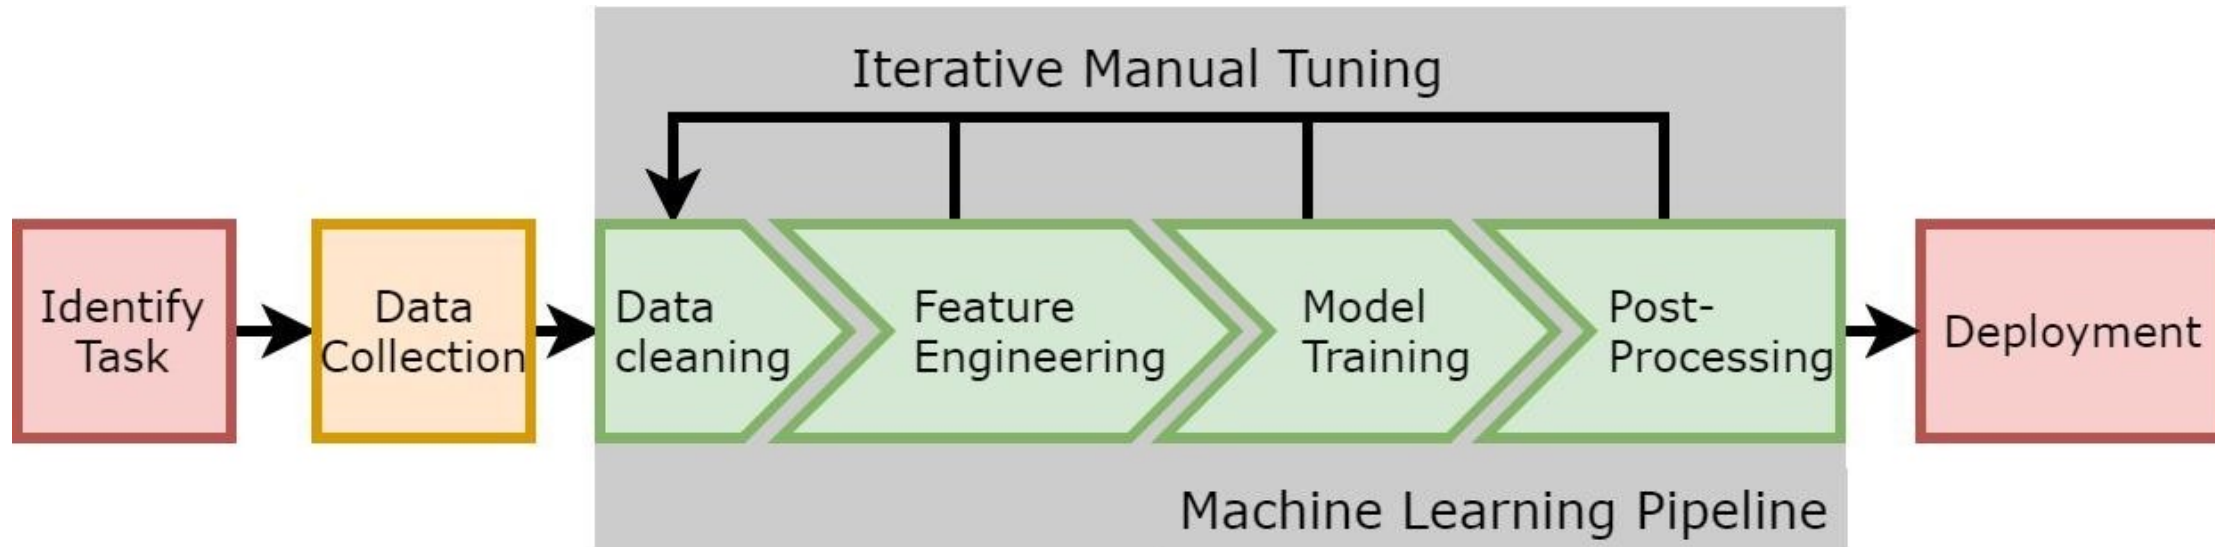 Iterative Manual Tuning
Identify
Task
Data
Collection
Data
cleaning
Feature
Engineering
Model
Training
Post-
Processing
Deployment
Machine Learning Pipeline